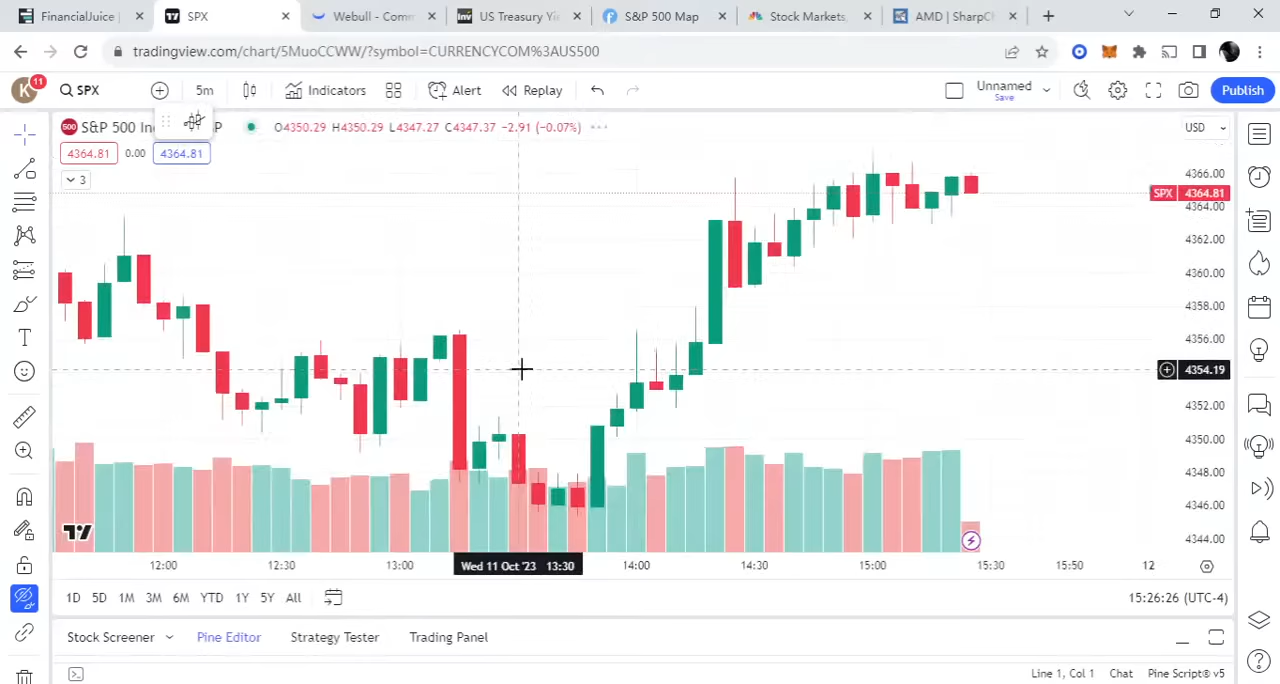 FinancialJuice
SPX
Webull - Comm
US Treasury Yie
S&P 500 Map
Stock Markets,
AMD | SharpCh
tradingview.com/chart/5MuoCCWW/?symbol=CURRENCYCOM%3AUS500
K 11 SPX 5m Indicators Alert Replay Unnamed Save Publish
500 S&P 500 In P O4350.29 H4350.29 L4347.27 C4347.37 -2.91 (-0.07%) USD
4364.81 0.00 4364.81
3
4366.00
SPX 4364.81
4364.00
4362.00
4360.00
4358.00
4356.00
4354.19
4352.00
4350.00
4348.00
4346.00
4344.00
12:00 12:30 13:00 Wed 11 Oct '23 13:30 14:00 14:30 15:00 15:30 15:50 12
1D 5D 1M 3M 6M YTD 1Y 5Y All 15:26:26 (UTC-4)
Stock Screener Pine Editor Strategy Tester Trading Panel
Line 1, Col 1 Chat Pine Script® v5